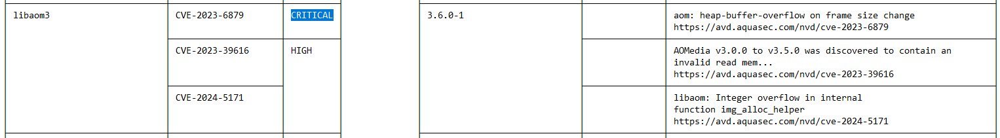 libaom3 CVE-2023-6879 CRITICAL 3.6.0-1 aom: heap-buffer-overflow on frame size change
https://avd.aquasec.com/nvd/cve-2023-6879
CVE-2023-39616 HIGH AOMedia v3.0.0 to v3.5.0 was discovered to contain an
invalid read mem...
https://avd.aquasec.com/nvd/cve-2023-39616
CVE-2024-5171 libaom: Integer overflow in internal
function img_alloc_helper
https://avd.aquasec.com/nvd/cve-2024-5171